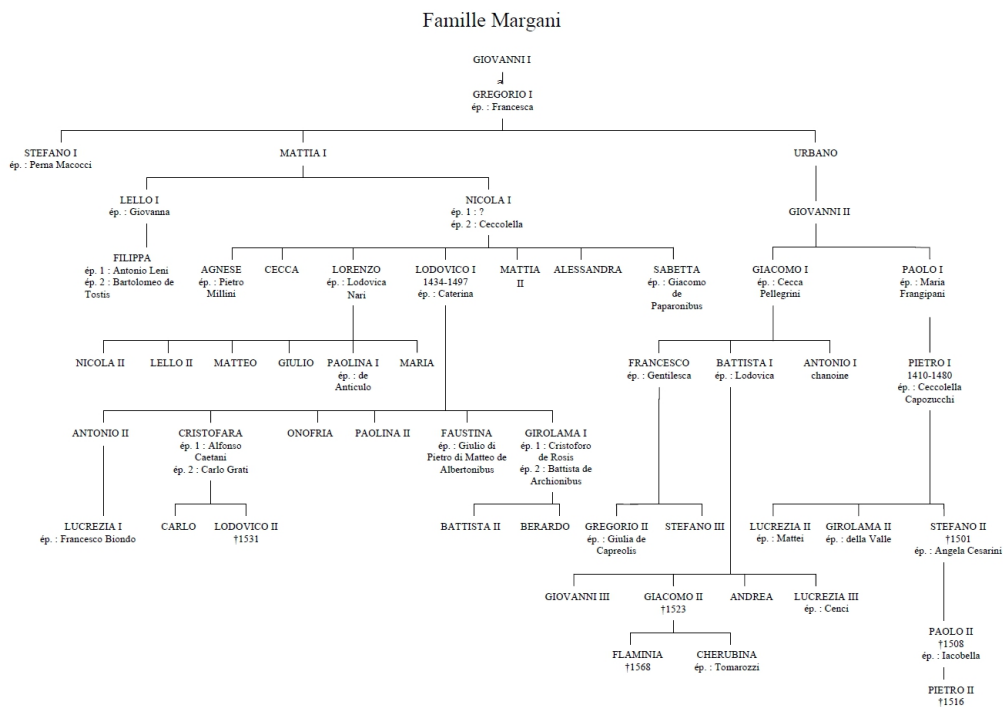 Famille Margani
GIOVANNI I
GREGORIO I
ép. : Francesca
STEFANO I
ép. : Perna Macocci
MATTIA I
URBANO
LELLO I
ép. : Giovanna
NICOLA I
ép. 1 : ?
ép. 2 : Ceccolella
GIOVANNI II
FILIPPA
ép. 1 : Antonio Leni
ép. 2 : Bartolomeo de
Tostis
AGNESE
ép. : Pietro
Millini
CECCA
LORENZO
ép. : Lodovica
Nari
LODOVICO I
1434-1497
ép. : Caterina
MATTIA
II
ALESSANDRA
SABETTA
ép. : Giacomo
de
Paparonibus
GIACOMO I
ép. : Cecca
Pellegrini
PAOLO I
ép. : Maria
Frangipani
NICOLA II
LELLO II
MATTEO
GIULIO
PAOLINA I
ép. : de
Anticulo
MARIA
FRANCESCO
ép. : Gentilesca
BATTISTA I
ép. : Lodovica
ANTONIO I
chanoine
PIETRO I
1410-1480
ép. : Ceccolella
Capozucchi
ANTONIO II
CRISTOFARA
ép. 1 : Alfonso
Caetani
ép. 2 : Carlo Grati
ONOFRIA
PAOLINA II
FAUSTINA
ép. : Giulio di
Pietro di Matteo de
Albertonibus
GIROLAMA I
ép. 1 : Cristoforo
de Rosis
ép. 2 : Battista de
Archionibus
LUCREZIA I
ép. : Francesco Biondo
CARLO
LODOVICO II
†1531
BATTISTA II
BERARDO
GREGORIO II
ép. : Giulia de
Capreolis
STEFANO III
LUCREZIA II
ép. : Mattei
GIROLAMA II
ép. : della Valle
STEFANO II
†1501
ép. : Angela Cesarini
GIOVANNI III
GIACOMO II
†1523
ANDREA
LUCREZIA III
ép. : Cenci
PAOLO II
†1508
ép. : Iacobella
FLAMINIA
†1568
CHERUBINA
ép. : Tomarozzi
PIETRO II
†1516